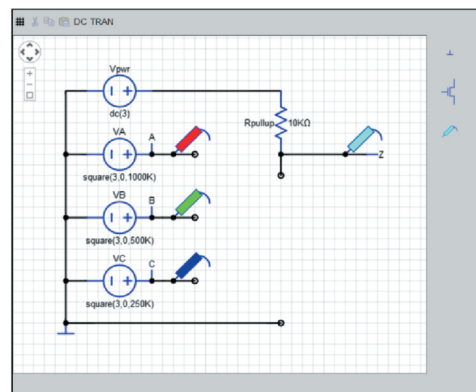 DC TRAN
Vpwr
dc(3)
Rpullup
10KΩ
VA
A
square(3,0,1000K)
Z
VB
B
square(3,0,500K)
VC
C
square(3,0,250K)